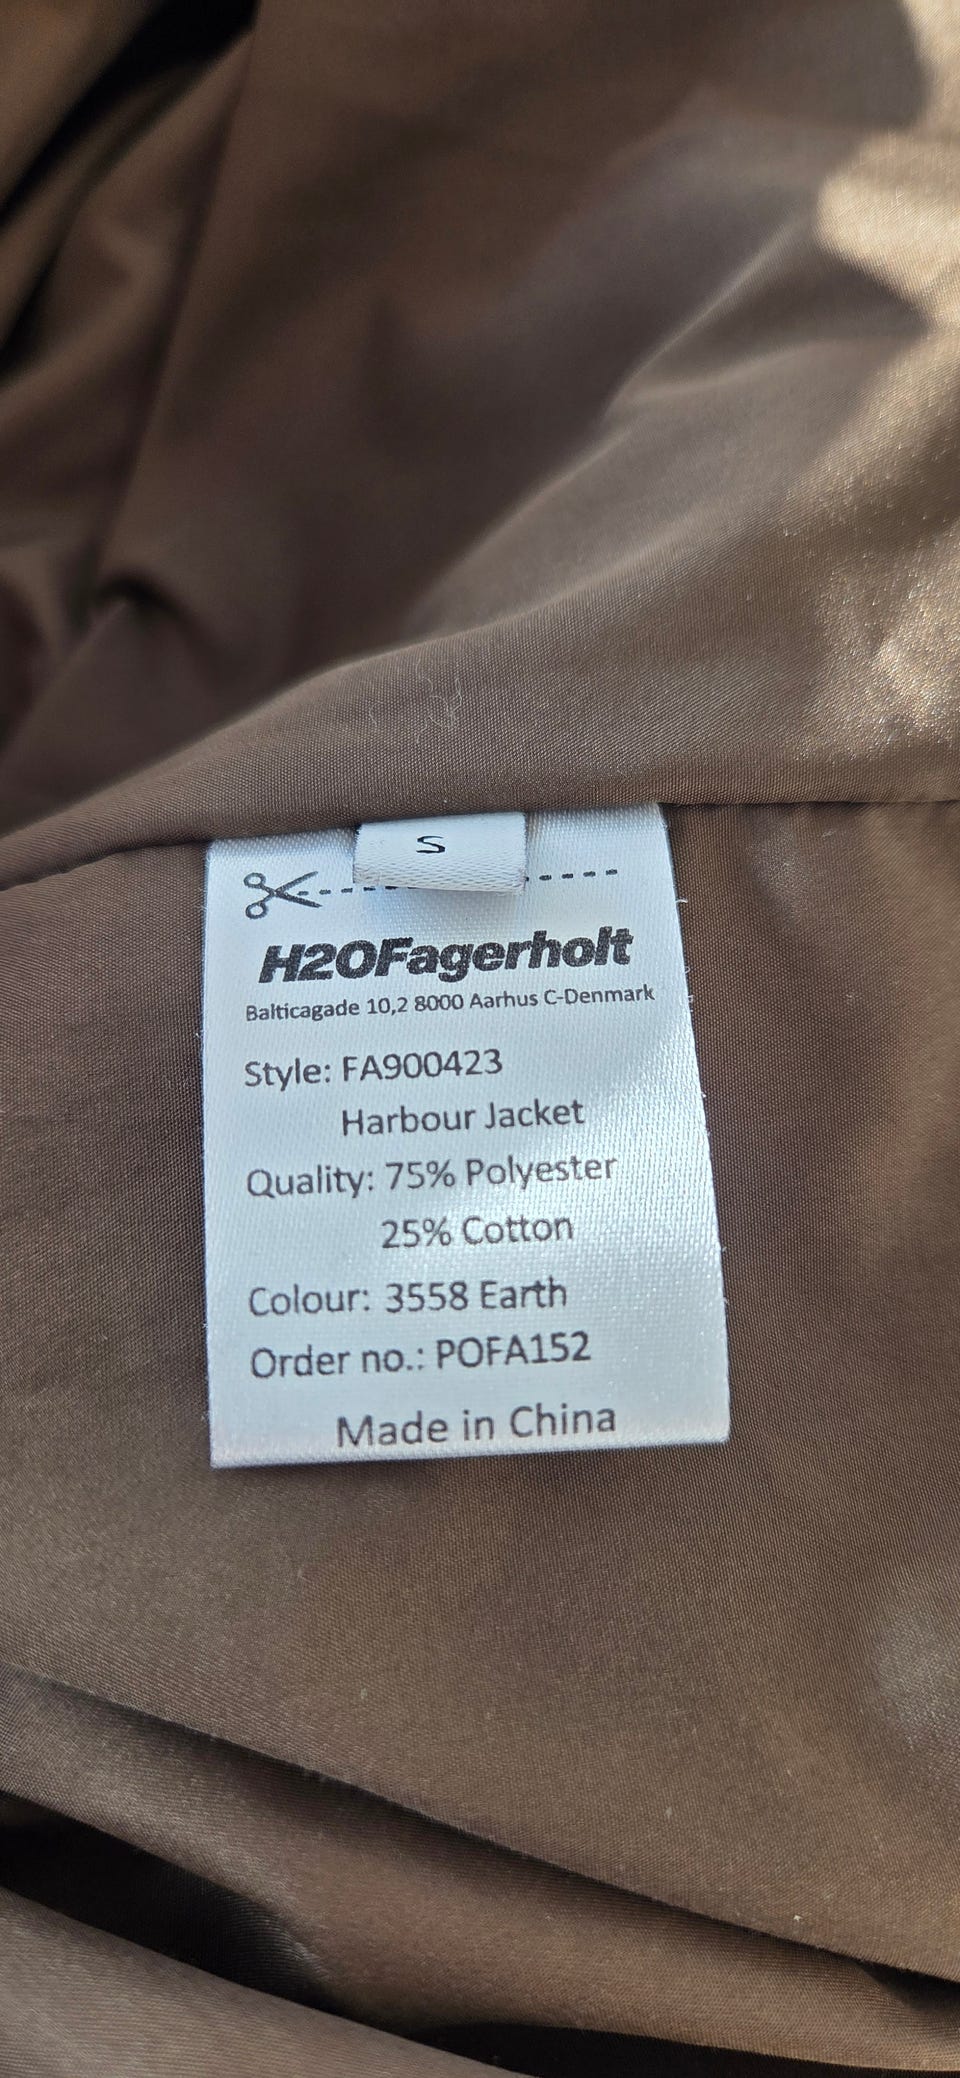 S
H2OFagerholt
Balticagade 10,2 8000 Aarhus C-Denmark
Style: FA900423
Harbour Jacket
Quality: 75% Polyester
25% Cotton
Colour: 3558 Earth
Order no.: POFA152
Made in China